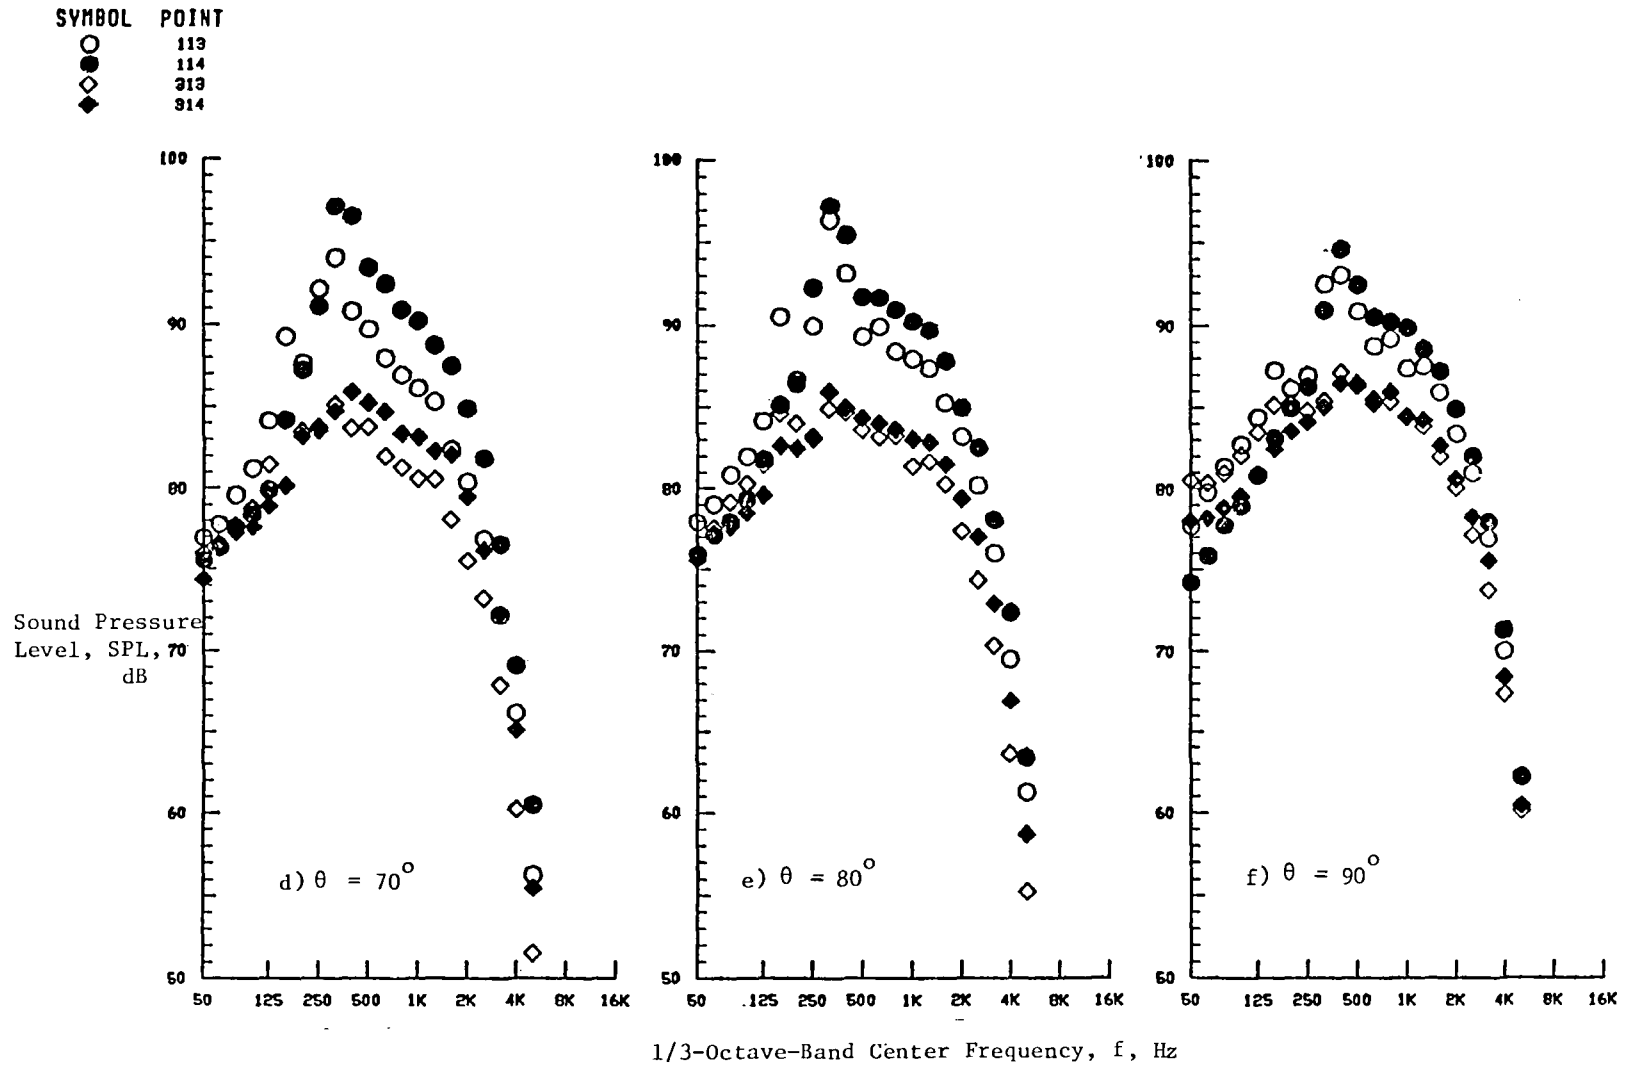 SYMBOL POINT
113
114
313
314
100
90
80
70
60
50
100
90
80
70
60
50
100
90
80
70
60
50
Sound Pressure
Level, SPL,
dB
d) θ = 70°
e) θ = 80°
f) θ = 90°
50 125 250 500 1K 2K 4K 8K 16K
50 .125 250 500 1K 2K 4K 8K 16K
50 125 250 500 1K 2K 4K 8K 16K
1/3-Octave-Band Center Frequency, f, Hz